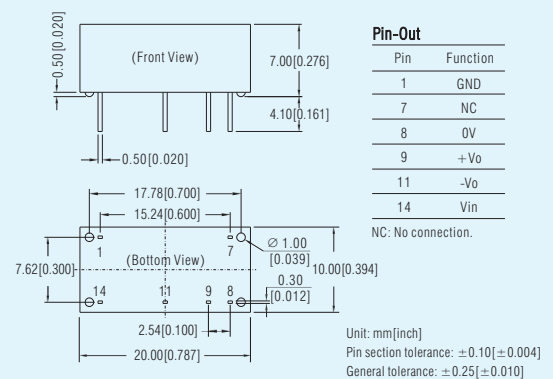 0.50[0.020]
(Front View)
7.00[0.276]
4.10[0.161]
0.50[0.020]
17.78[0.700]
15.24[0.600]
1
7
(Bottom View)
7.62[0.300]
Ø 1.00
[0.039]
10.00[0.394]
0.30
[0.012]
14
11
9
8
2.54[0.100]
20.00[0.787]
Pin-Out
Pin Function
1 GND
7 NC
8 0V
9 +Vo
11 -Vo
14 Vin
NC: No connection.
Unit: mm[inch]
Pin section tolerance: ±0.10[±0.004]
General tolerance: ±0.25[±0.010]